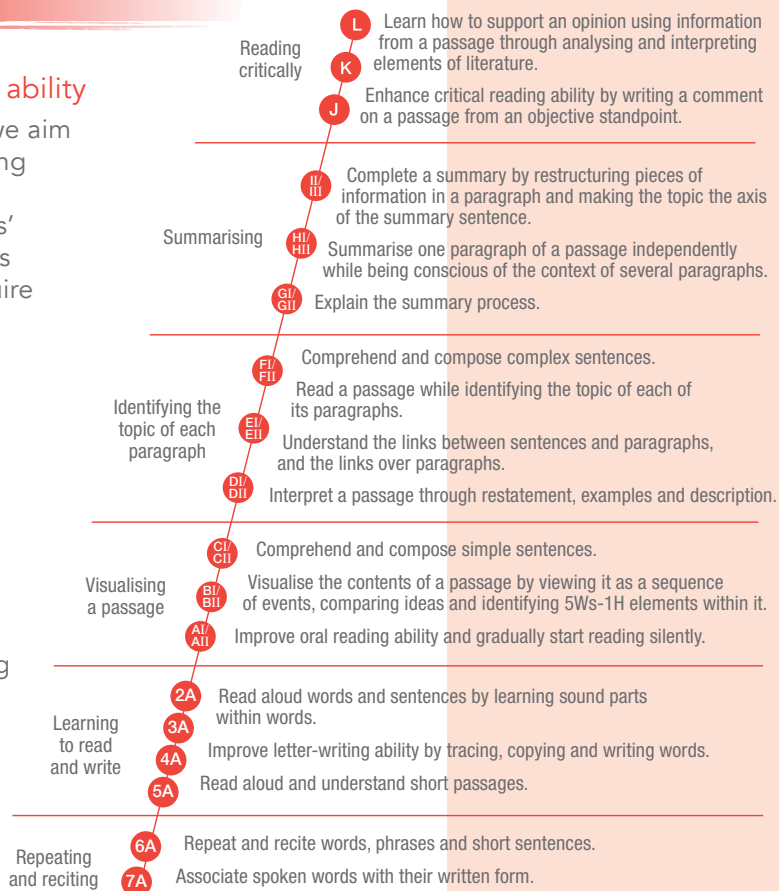 ability
we aim
ng
s'
s
uire
g
Reading
critically
L
K
J
Learn how to support an opinion using information
from a passage through analysing and interpreting
elements of literature.
Enhance critical reading ability by writing a comment
on a passage from an objective standpoint.
Summarising
II/
III
HI/
HII
GI/
GII
Complete a summary by restructuring pieces of
information in a paragraph and making the topic the axis
of the summary sentence.
Summarise one paragraph of a passage independently
while being conscious of the context of several paragraphs.
Explain the summary process.
Identifying the
topic of each
paragraph
FI/
FII
EI/
EII
DI/
DII
Comprehend and compose complex sentences.
Read a passage while identifying the topic of each of
its paragraphs.
Understand the links between sentences and paragraphs,
and the links over paragraphs.
Interpret a passage through restatement, examples and description.
Visualising
a passage
CI/
CII
BI/
BII
AI/
AII
Comprehend and compose simple sentences.
Visualise the contents of a passage by viewing it as a sequence
of events, comparing ideas and identifying 5Ws-1H elements within it.
Improve oral reading ability and gradually start reading silently.
Learning
to read
and write
2A
3A
4A
5A
Read aloud words and sentences by learning sound parts
within words.
Improve letter-writing ability by tracing, copying and writing words.
Read aloud and understand short passages.
Repeating
and reciting
6A
7A
Repeat and recite words, phrases and short sentences.
Associate spoken words with their written form.